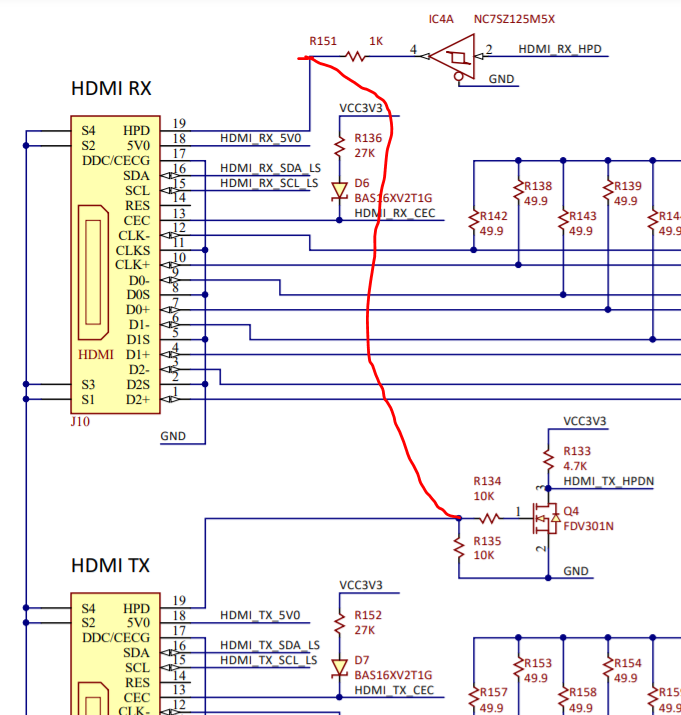 IC4A NC7SZ125M5X
R151 1K 4 2 HDMI_RX_HPD
GND
HDMI RX
VCC3V3
S4 HPD 19
S2 5V0 18 HDMI_RX_5V0
R136
27K
DDC/CECG 17
SDA 16 HDMI_RX_SDA_LS
SCL 15 HDMI_RX_SCL_LS
D6
BAS16XV2T1G
RES 14
CEC 13 HDMI_RX_CEC
R138
49.9
R139
49.9
R142
49.9
R143
49.9
R14
49.9
CLK- 12
CLKS 11
CLK+ 10
D0- 9
D0S 8
D0+ 7
D1- 6
D1S 5
HDMI D1+ 4
D2- 3
S3 D2S 2
S1 D2+ 1
J10
GND
VCC3V3
R133
4.7K
HDMI_TX_HPDN
R134
10K
3
1
2
Q4
FDV301N
R135
10K
GND
HDMI TX
VCC3V3
S4 HPD 19
S2 5V0 18 HDMI_TX_5V0
R152
27K
DDC/CECG 17
SDA 16 HDMI_TX_SDA_LS
SCL 15 HDMI_TX_SCL_LS
D7
BAS16XV2T1G
RES 14
CEC 13 HDMI_TX_CEC
CLK- 12
R153
49.9
R154
49.9
R157
49.9
R158
49.9
R15
49.9